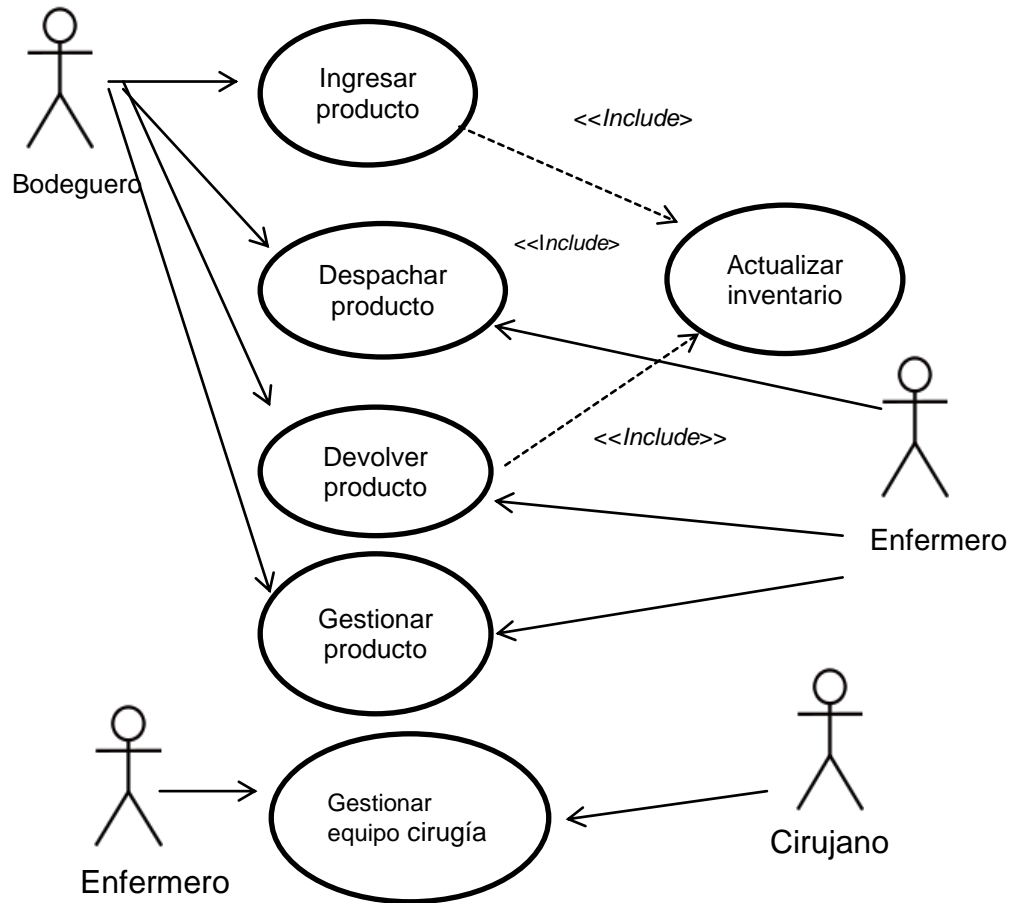 Ingresar
producto
<<Include>
Bodeguero
<<Include>
Despachar
producto
Actualizar
inventario
Devolver
producto
<<Include>>
Enfermero
Gestionar
producto
Gestionar
equipo cirugía
Cirujano
Enfermero